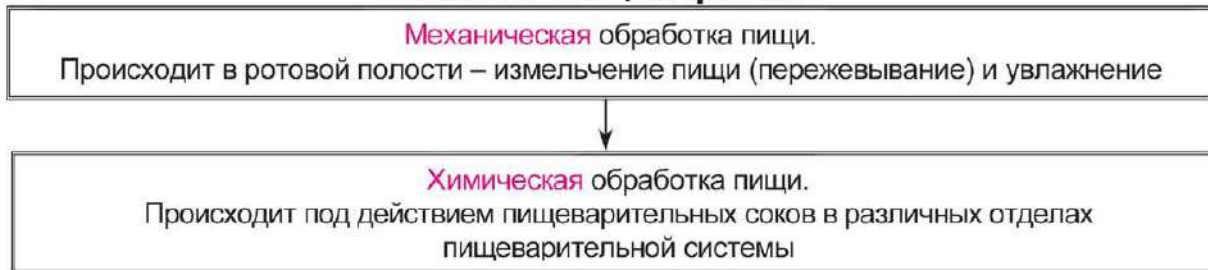 Механическая обработка пищи.
Происходит в ротовой полости – измельчение пищи (пережевывание) и увлажнение
Химическая обработка пищи.
Происходит под действием пищеварительных соков в различных отделах
пищеварительной системы